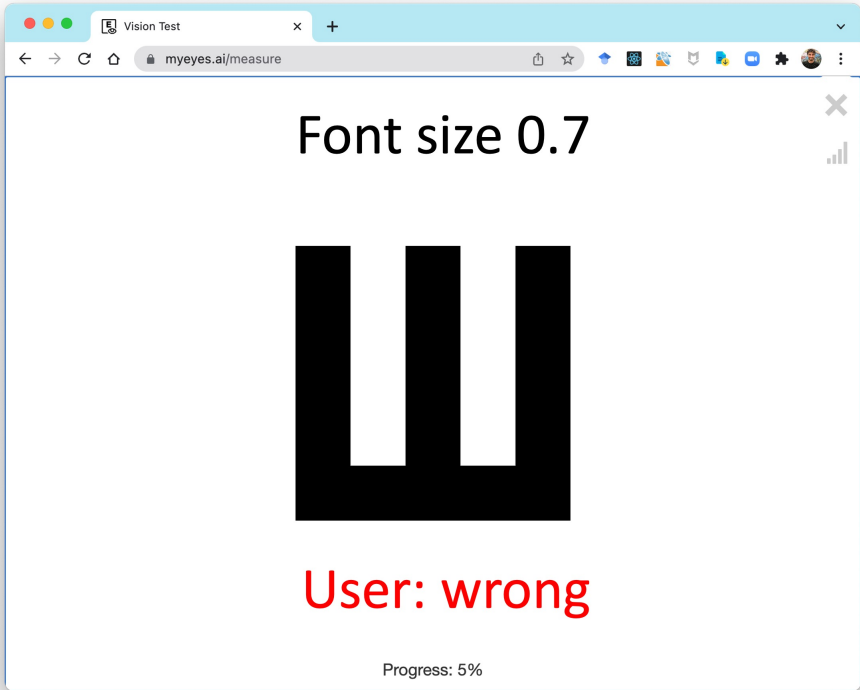 Vision Test
myeyes.ai/measure
Font size 0.7
E
User: wrong
Progress: 5%